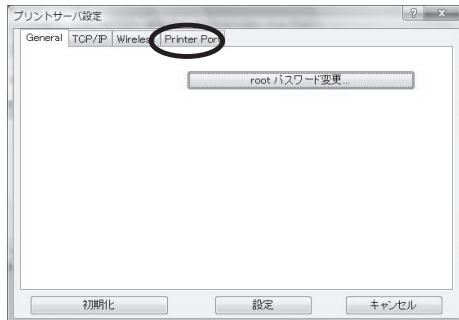 プリントサーバ設定
General TCP/IP Wireless Printer Port
root パスワード変更...
初期化 設定 キャンセル